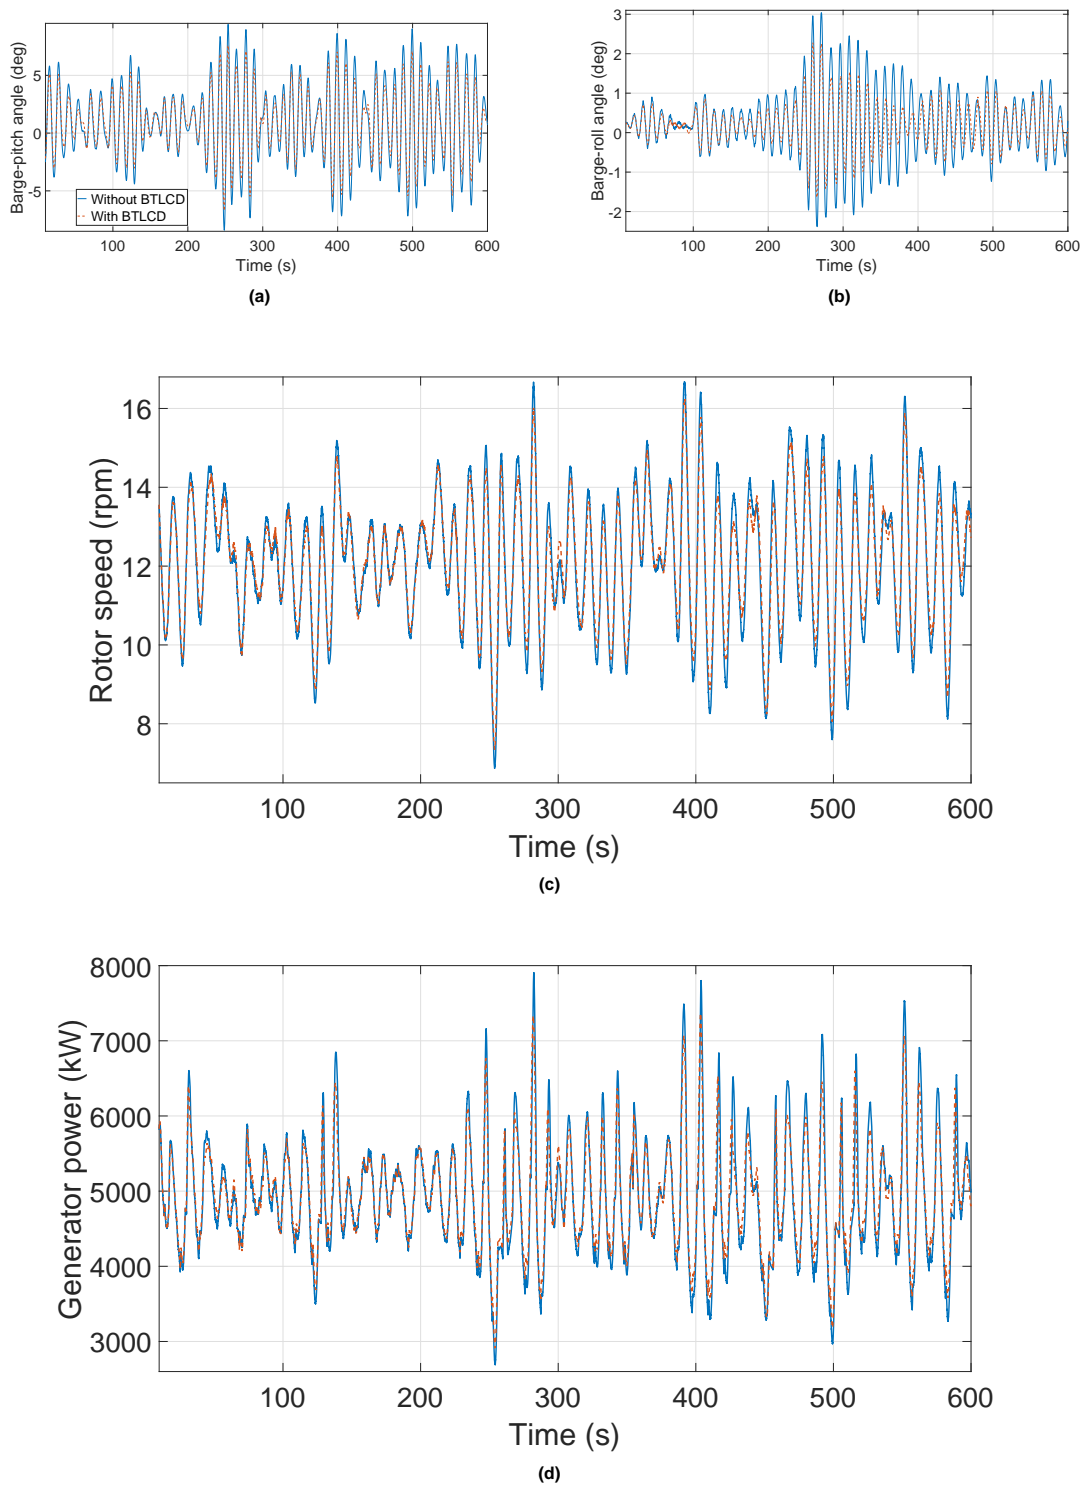 Barge-pitch angle (deg)
5
0
-5
Without BTLCD
With BTLCD
100 200 300 400 500 600
Time (s)
(a)
Barge-roll angle (deg)
3
2
1
0
-1
-2
100 200 300 400 500 600
Time (s)
(b)
Rotor speed (rpm)
16
14
12
10
8
100 200 300 400 500 600
Time (s)
(c)
Generator power (kW)
8000
7000
6000
5000
4000
3000
100 200 300 400 500 600
Time (s)
(d)